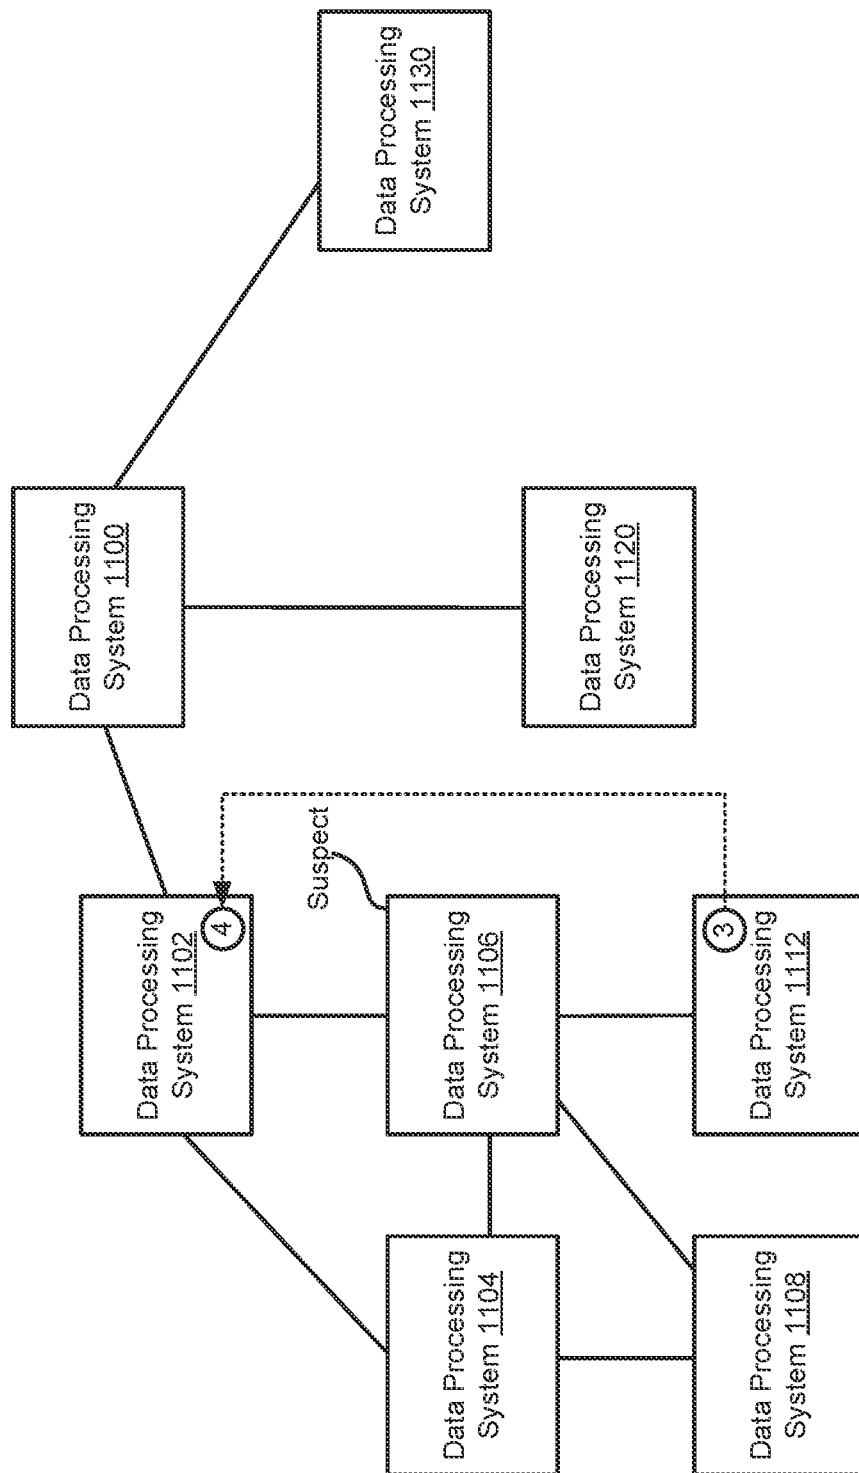 Data Processing
System 1100
Data Processing
System 1102
4
Data Processing
System 1130
Suspect
Data Processing
System 1104
Data Processing
System 1106
Data Processing
System 1120
Data Processing
System 1108
Data Processing
System 1112
3